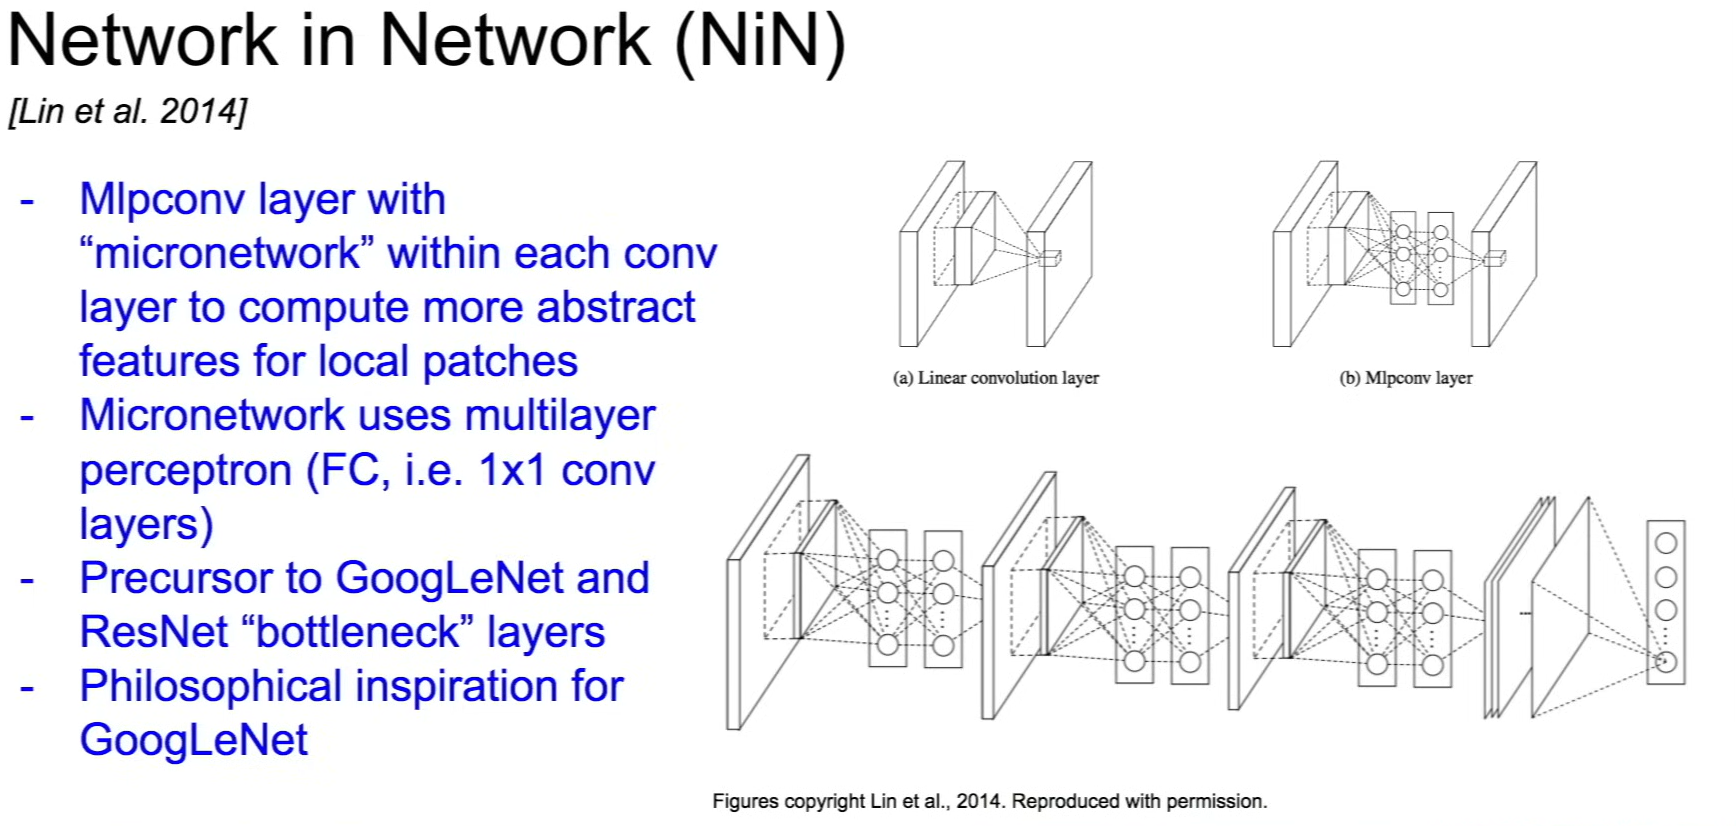 Network in Network (NiN)
[Lin et al. 2014]
- Mlpconv layer with
“micronetwork” within each conv
layer to compute more abstract
features for local patches
- Micronetwork uses multilayer
perceptron (FC, i.e. 1x1 conv
layers)
- Precursor to GoogLeNet and
ResNet “bottleneck” layers
- Philosophical inspiration for
GoogLeNet
(a) Linear convolution layer
(b) Mlpconv layer
Figures copyright Lin et al., 2014. Reproduced with permission.